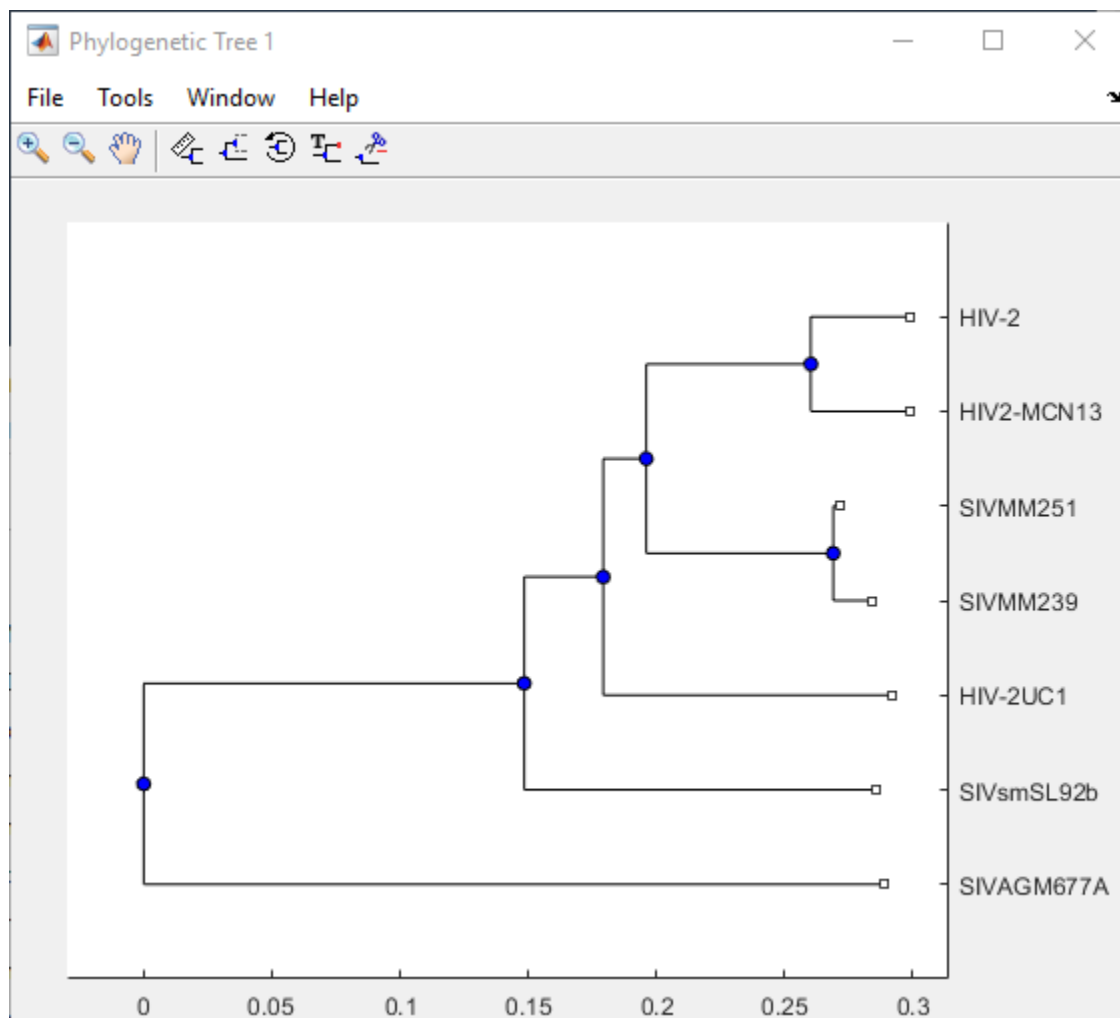 Phylogenetic Tree 1
File Tools Window Help
T
HIV-2
HIV2-MCN13
SIVMM251
SIVMM239
HIV-2UC1
SIVsmSL92b
SIVAGM677A
0 0.05 0.1 0.15 0.2 0.25 0.3